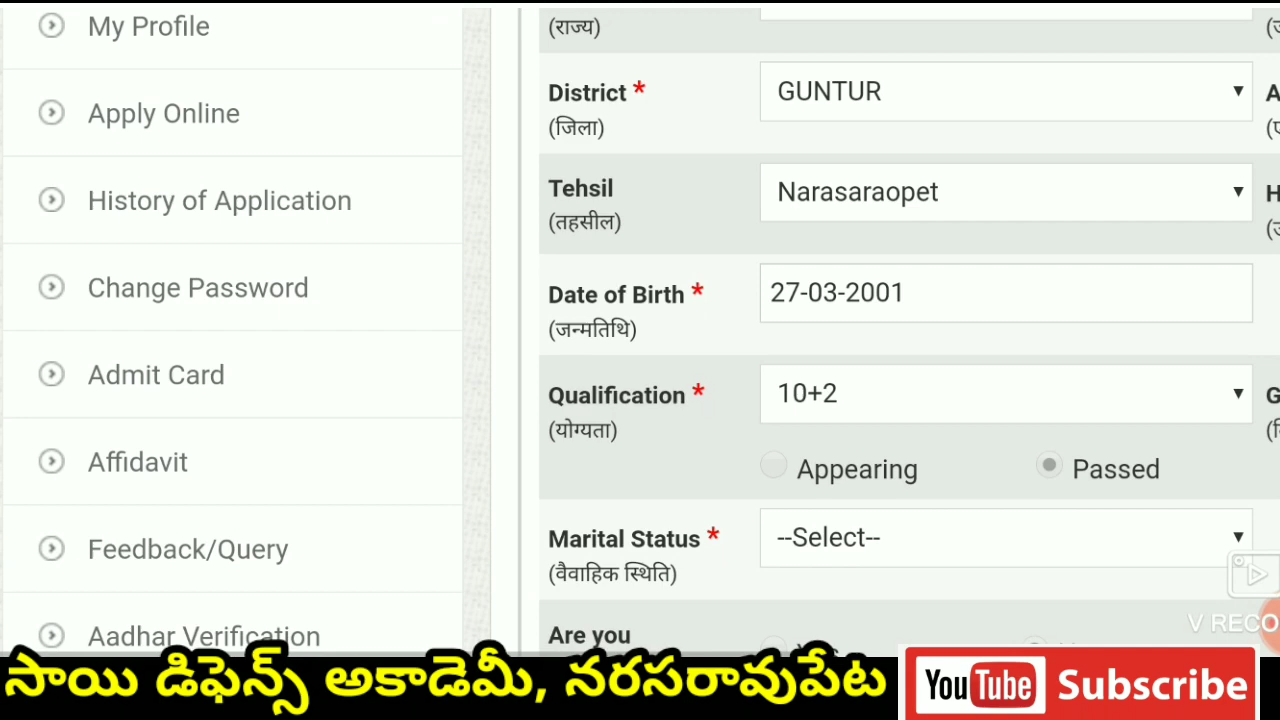 My Profile
Apply Online
History of Application
Change Password
Admit Card
Affidavit
Feedback/Query
Aadhar Verification
(राज्य)
District * GUNTUR
(जिला)
Tehsil Narasaraopet
(तहसील)
Date of Birth * 27-03-2001
(जन्मतिथि)
Qualification * 10+2
(योग्यता)
Appearing Passed
Marital Status * --Select--
(वैवाहिक स्थिति)
Are you
V RECO
సాయి డిఫెన్స్ అకాడెమీ, నరసరావుపేట
YouTube Subscribe